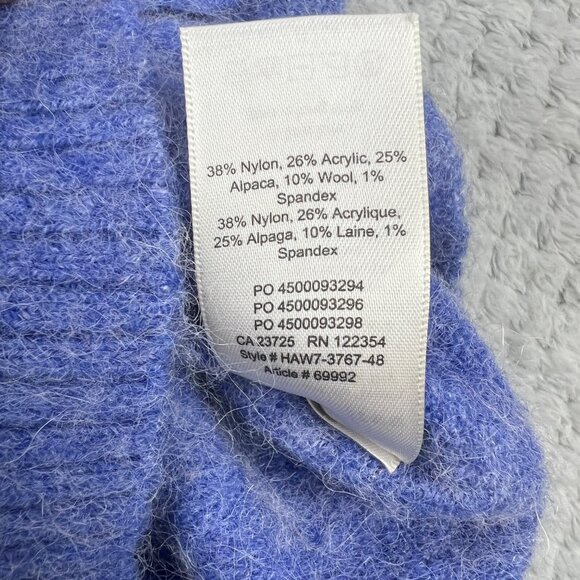 38% Nylon, 26% Acrylic, 25%
Alpaca, 10% Wool, 1%
Spandex
38% Nylon, 26% Acrylique,
25% Alpaga, 10% Laine, 1%
Spandex
PO 4500093294
PO 4500093296
PO 4500093298
CA 23725 RN 122354
Style # HAW7-3767-48
Article # 69992